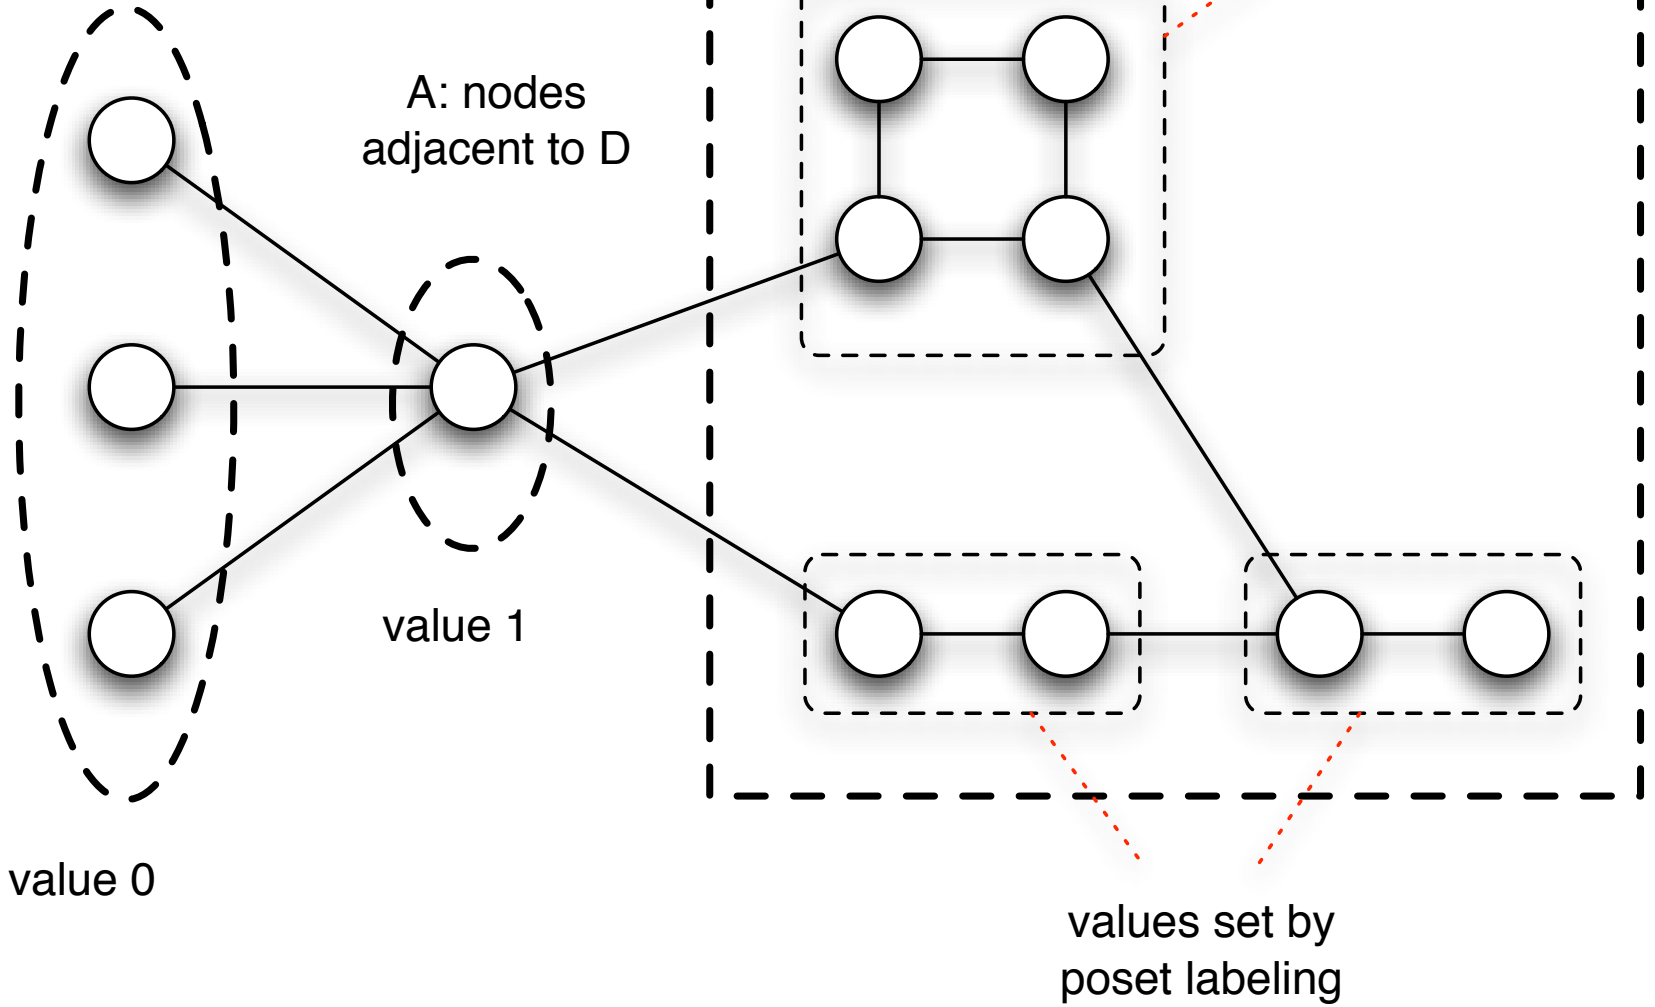 A: nodes
adjacent to D
value 1
value 0
values set by
poset labeling